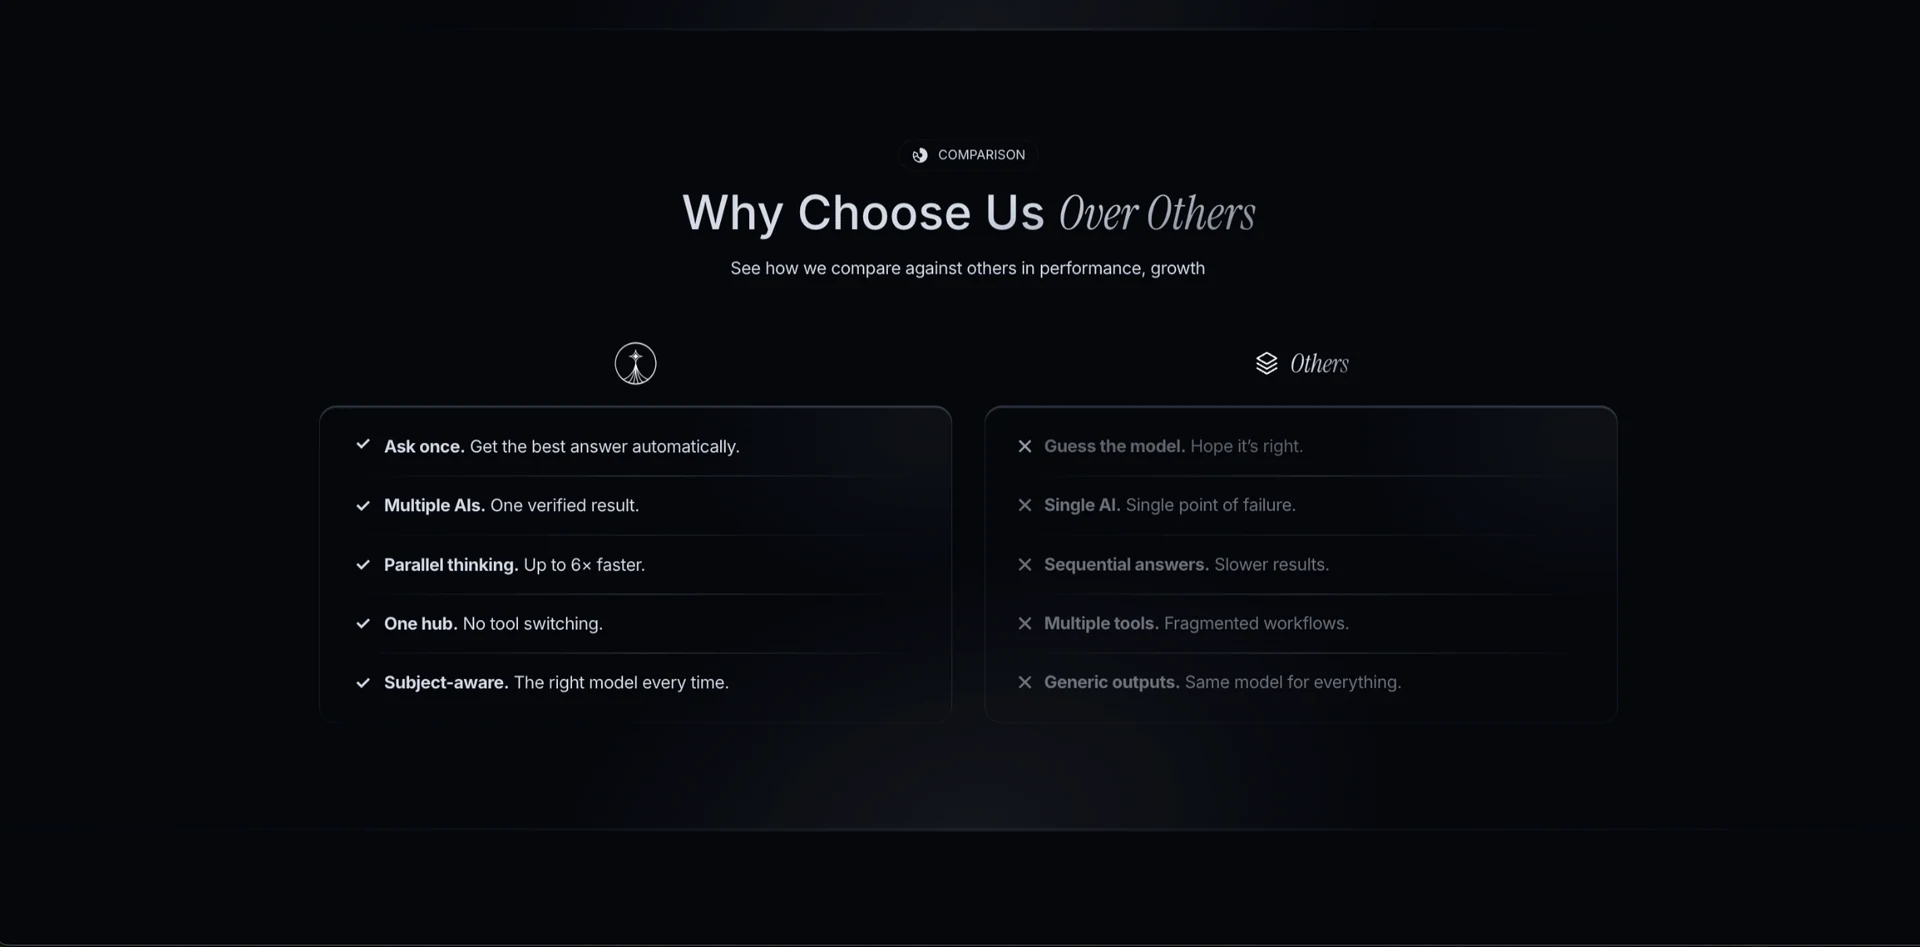 COMPARISON
Why Choose Us Over Others
See how we compare against others in performance, growth
Ask once. Get the best answer automatically.
Multiple AIs. One verified result.
Parallel thinking. Up to 6× faster.
One hub. No tool switching.
Subject-aware. The right model every time.
Others
Guess the model. Hope it’s right.
Single AI. Single point of failure.
Sequential answers. Slower results.
Multiple tools. Fragmented workflows.
Generic outputs. Same model for everything.